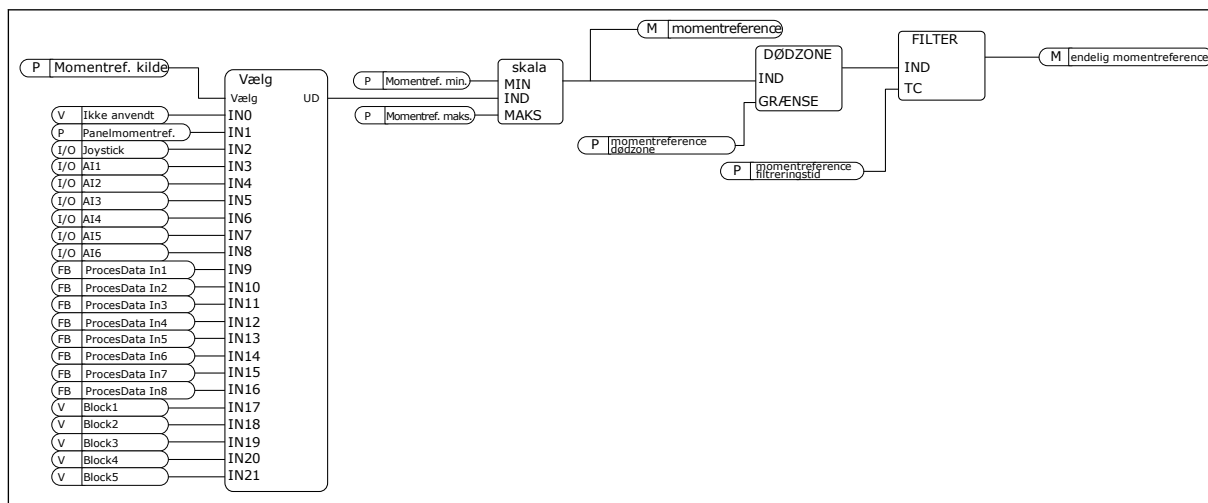 M momentreference
FILTER
P Momentref. kilde
skala
DØDZONE
M endelig momentreference
Vælg
P Momentref. min.
MIN
IND
IND
TC
Vælg UD
IND
GRÆNSE
V Ikke anvendt IN0
P Momentref. maks.
MAKS
P Panelmomentref. IN1
I/O Joystick IN2
P momentreference
dødzone
I/O AI1 IN3
P momentreference
filtreringstid
I/O AI2 IN4
I/O AI3 IN5
I/O AI4 IN6
I/O AI5 IN7
I/O AI6 IN8
FB ProcesData In1 IN9
FB ProcesData In2 IN10
FB ProcesData In3 IN11
FB ProcesData In4 IN12
FB ProcesData In5 IN13
FB ProcesData In6 IN14
FB ProcesData In7 IN15
FB ProcesData In8 IN16
V Block1 IN17
V Block2 IN18
V Block3 IN19
V Block4 IN20
V Block5 IN21